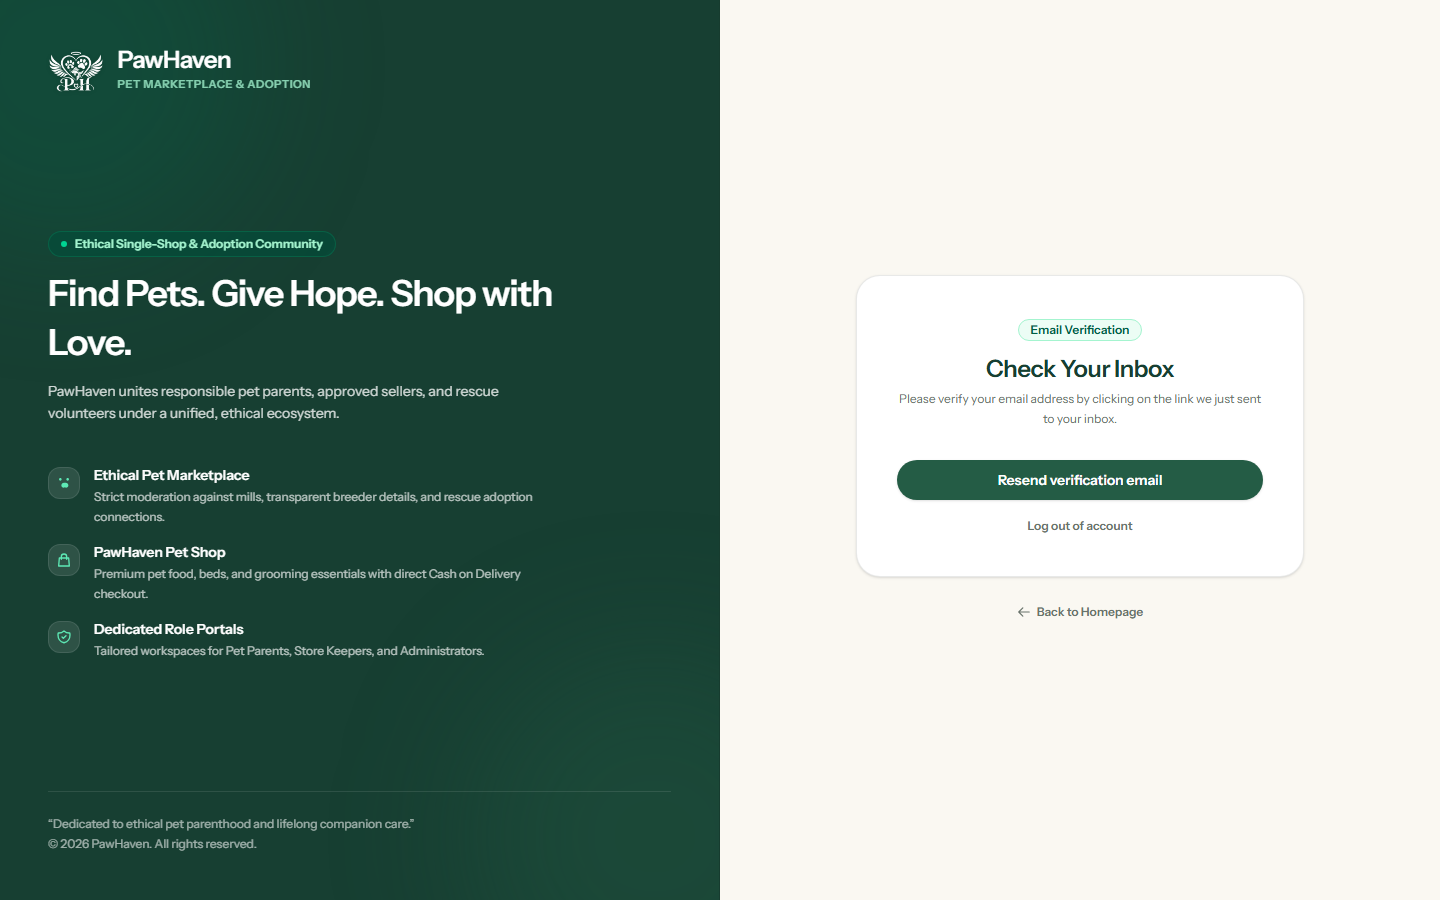 PawHaven
PET MARKETPLACE & ADOPTION
PH
Ethical Single-Shop & Adoption Community
Find Pets. Give Hope. Shop with
Love.
PawHaven unites responsible pet parents, approved sellers, and rescue
volunteers under a unified, ethical ecosystem.
Ethical Pet Marketplace
Strict moderation against mills, transparent breeder details, and rescue adoption
connections.
PawHaven Pet Shop
Premium pet food, beds, and grooming essentials with direct Cash on Delivery
checkout.
Dedicated Role Portals
Tailored workspaces for Pet Parents, Store Keepers, and Administrators.
“Dedicated to ethical pet parenthood and lifelong companion care.”
© 2026 PawHaven. All rights reserved.
Email Verification
Check Your Inbox
Please verify your email address by clicking on the link we just sent
to your inbox.
Resend verification email
Log out of account
← Back to Homepage